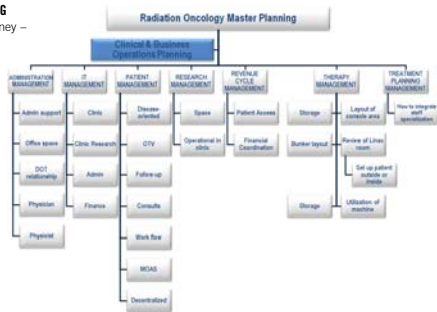 G
ney –
Radiation Oncology Master Planning
Clinical & Business
Operations Planning
ADMINISTRATION
MANAGEMENT
IT
MANAGEMENT
PATIENT
MANAGEMENT
RESEARCH
MANAGEMENT
REVENUE
CYCLE
MANAGEMENT
THERAPY
MANAGEMENT
TREATMENT
PLANNING
MANAGEMENT
Admin support
Office space
DOT
relationship
Physician
Physicist
Clinic
Clinic Research
Admin
Finance
Disease
oriented
OTV
Follow-up
Consults
Work flow
MOAS
Decentralized
Space
Operational in
clinic
Patient Access
Financial
Coordination
Storage
Bunker layout
Storage
Layout of
console area
Review of Linac
room
Set up patient
outside or
inside
Utilization of
machine
How to integrate
staff
specialization